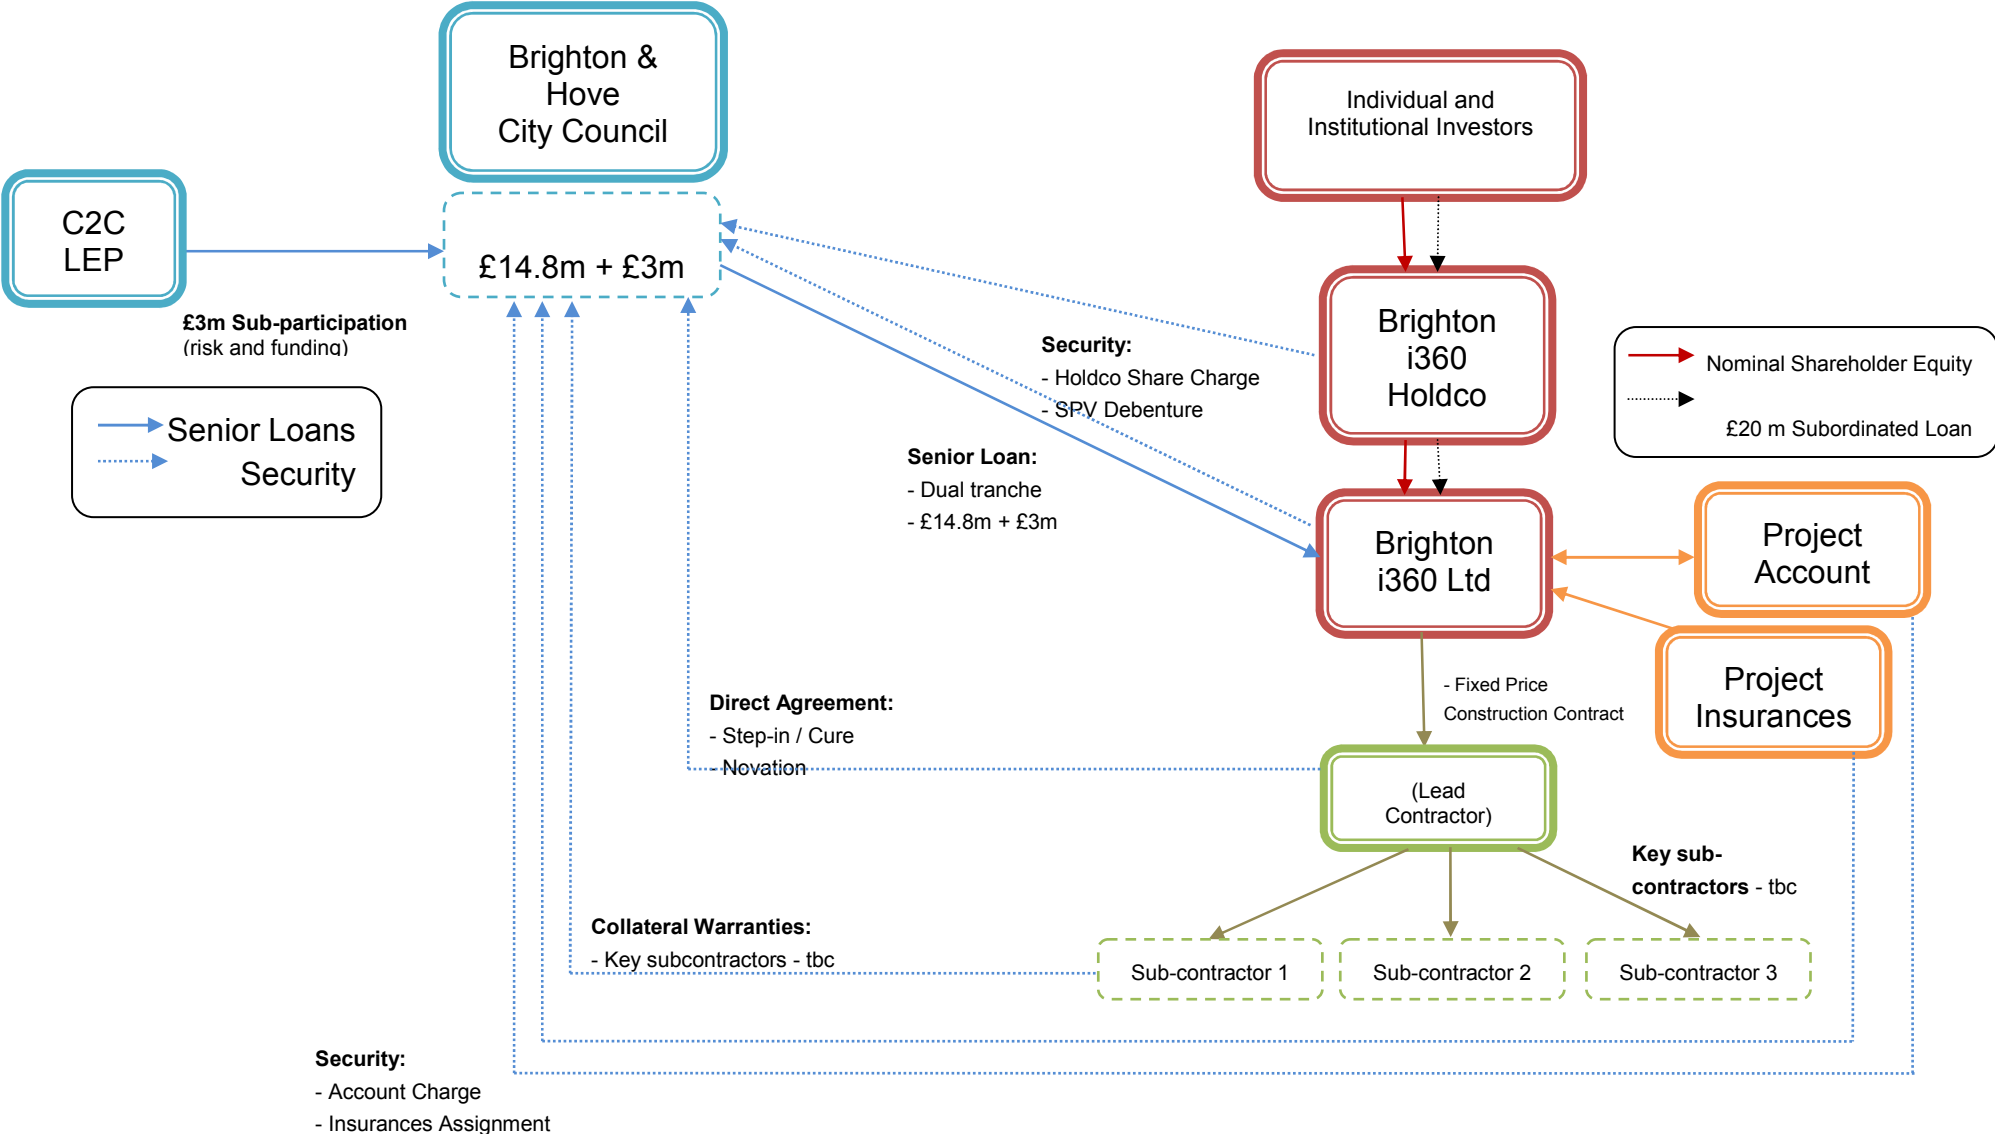 Brighton &
Hove
City Council
Individual and
Institutional Investors
C2C
LEP
£14.8m + £3m
£3m Sub-participation
(risk and funding)
Senior Loans
Security
Security:
- Holdco Share Charge
- SPV Debenture
Brighton
i360
Holdco
Nominal Shareholder Equity
£20 m Subordinated Loan
Senior Loan:
- Dual tranche
- £14.8m + £3m
Brighton
i360 Ltd
Project
Account
Project
Insurances
- Fixed Price
Construction Contract
Direct Agreement:
- Step-in / Cure
- Novation
(Lead
Contractor)
Key sub-
contractors - tbc
Collateral Warranties:
- Key subcontractors - tbc
Sub-contractor 1
Sub-contractor 2
Sub-contractor 3
Security:
- Account Charge
- Insurances Assignment